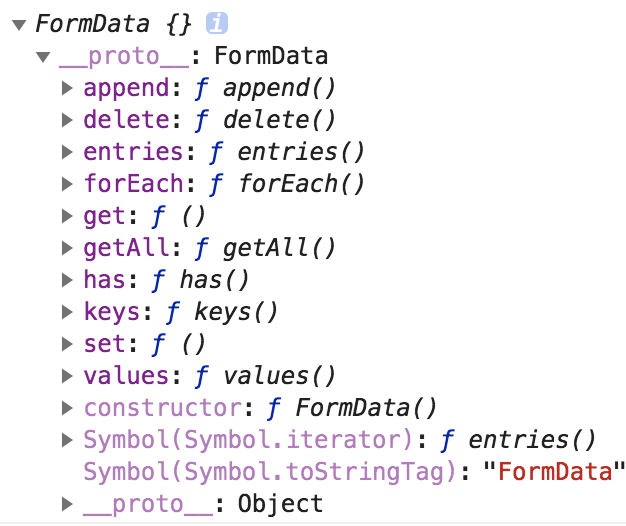 FormData {} i
__proto__: FormData
append: ƒ append()
delete: ƒ delete()
entries: ƒ entries()
forEach: ƒ forEach()
get: ƒ ()
getAll: ƒ getAll()
has: ƒ has()
keys: ƒ keys()
set: ƒ ()
values: ƒ values()
constructor: ƒ FormData()
Symbol(Symbol.iterator): ƒ entries()
Symbol(Symbol.toStringTag): "FormData"
__proto__: Object